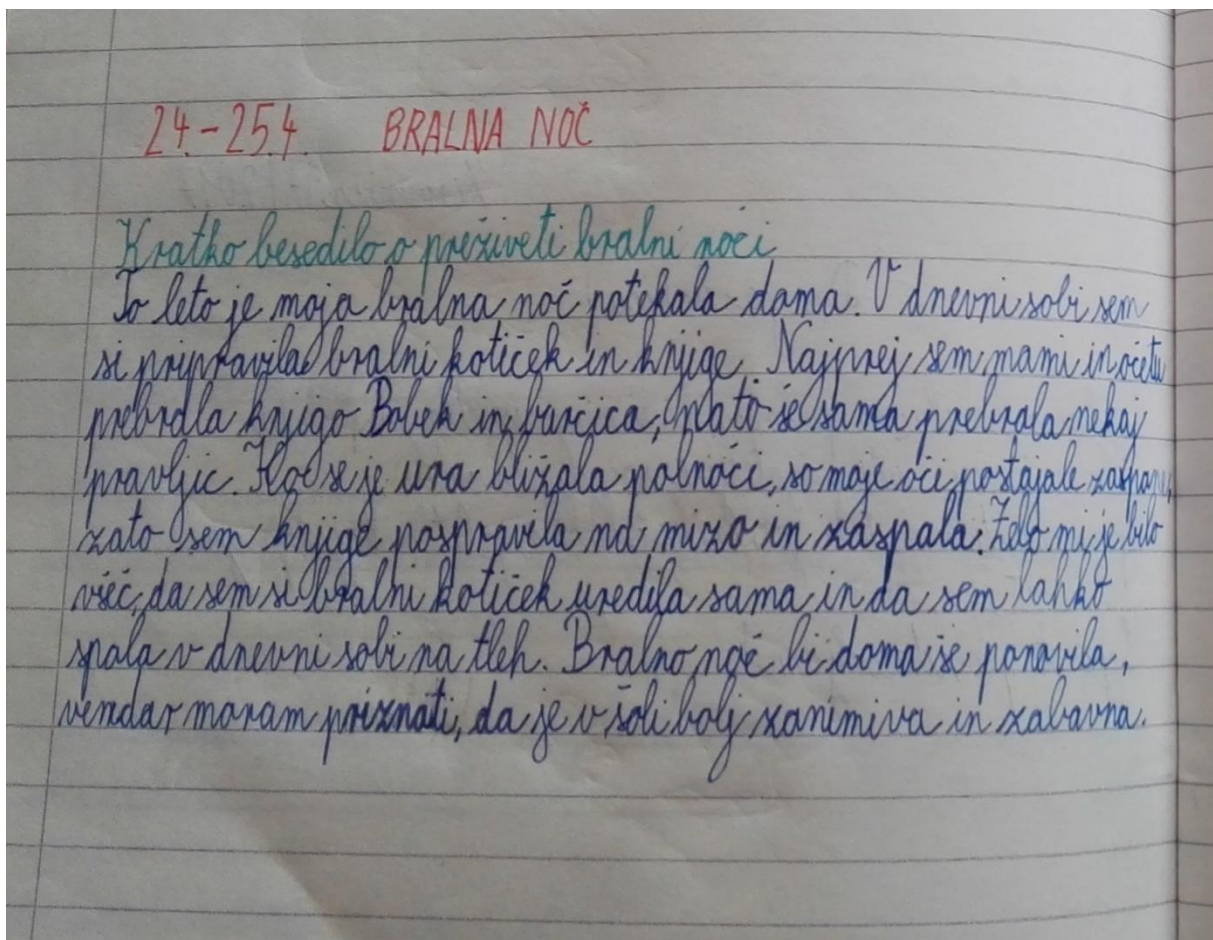 24.-25.4. BRALNA NOČ
Kratko besedilo o preživeti bralni noči
To leto je moja bralna noč potekala doma. V dnevni sobi sem
si pripravila bralni kotiček in knjige. Najprej sem mami in očetu
prebrala knjigo Bobek in barčica, nato še sama prebrala nekaj
pravljic. Ko se je ura bližala polnoči, so moje oči postajale zaspane,
zato sem knjige pospravila na mizo in zaspala. Zelo mi je bilo
všeč, da sem si bralni kotiček uredila sama in da sem lahko
spala v dnevni sobi na tleh. Bralno noč bi doma še ponovila,
vendar moram priznati, da je v šoli bolj zanimiva in zabavna.